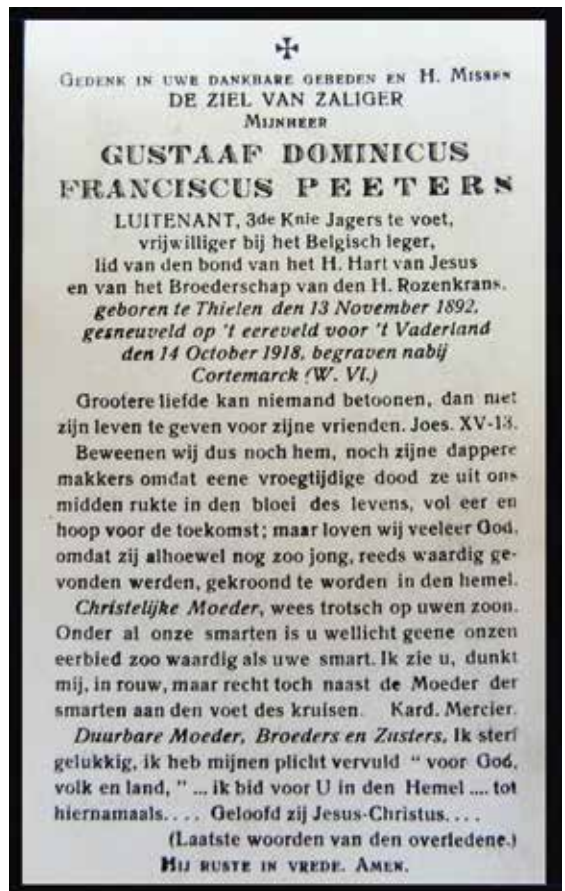 GEDENK IN UWE DANKBARE GEBEDEN EN H. MISSEN
DE ZIEL VAN ZALIGER
MIJNHEER
GUSTAAF DOMINICUS
FRANCISCUS PEETERS
LUITENANT, 3de Knie Jagers te voet,
vrijwilliger bij het Belgisch leger,
lid van den bond van het H. Hart van Jesus
en van het Broederschap van den H. Rozenkrans.
geboren te Thielen den 13 November 1892,
gesneuveld op 't eereveld voor 't Vaderland
den 14 October 1918, begraven nabij
Cortemarck (W. Vl.)
Grootere liefde kan niemand betoonen, dan met
zijn leven te geven voor zijne vrienden. Joes. XV-13.
Beweenen wij dus noch hem, noch zijne dappere
makkers omdat eene vroegtijdige dood ze uit ons
midden rukte in den bloei des levens, vol eer en
hoop voor de toekomst; maar loven wij veeleer God,
omdat zij alhoewel nog zoo jong, reeds waardig ge-
vonden werden, gekroond te worden in den hemel.
Christelijke Moeder, wees trotsch op uwen zoon.
Onder al onze smarten is u wellicht geene onzen
eerbied zoo waardig als uwe smart. Ik zie u, dunkt
mij, in rouw, maar recht toch naast de Moeder der
smarten aan den voet des kruisen. Kard. Mercier.
Duurbare Moeder, Broeders en Zusters, Ik sterf
gelukkig, ik heb mijnen plicht vervuld " voor God,
volk en land, " ... ik bid voor U in den Hemel .... tot
hiernamaals.... Geloofd zij Jesus-Christus....
(Laatste woorden van den overledene.)
MIJ RUSTE IN VREDE. AMEN.